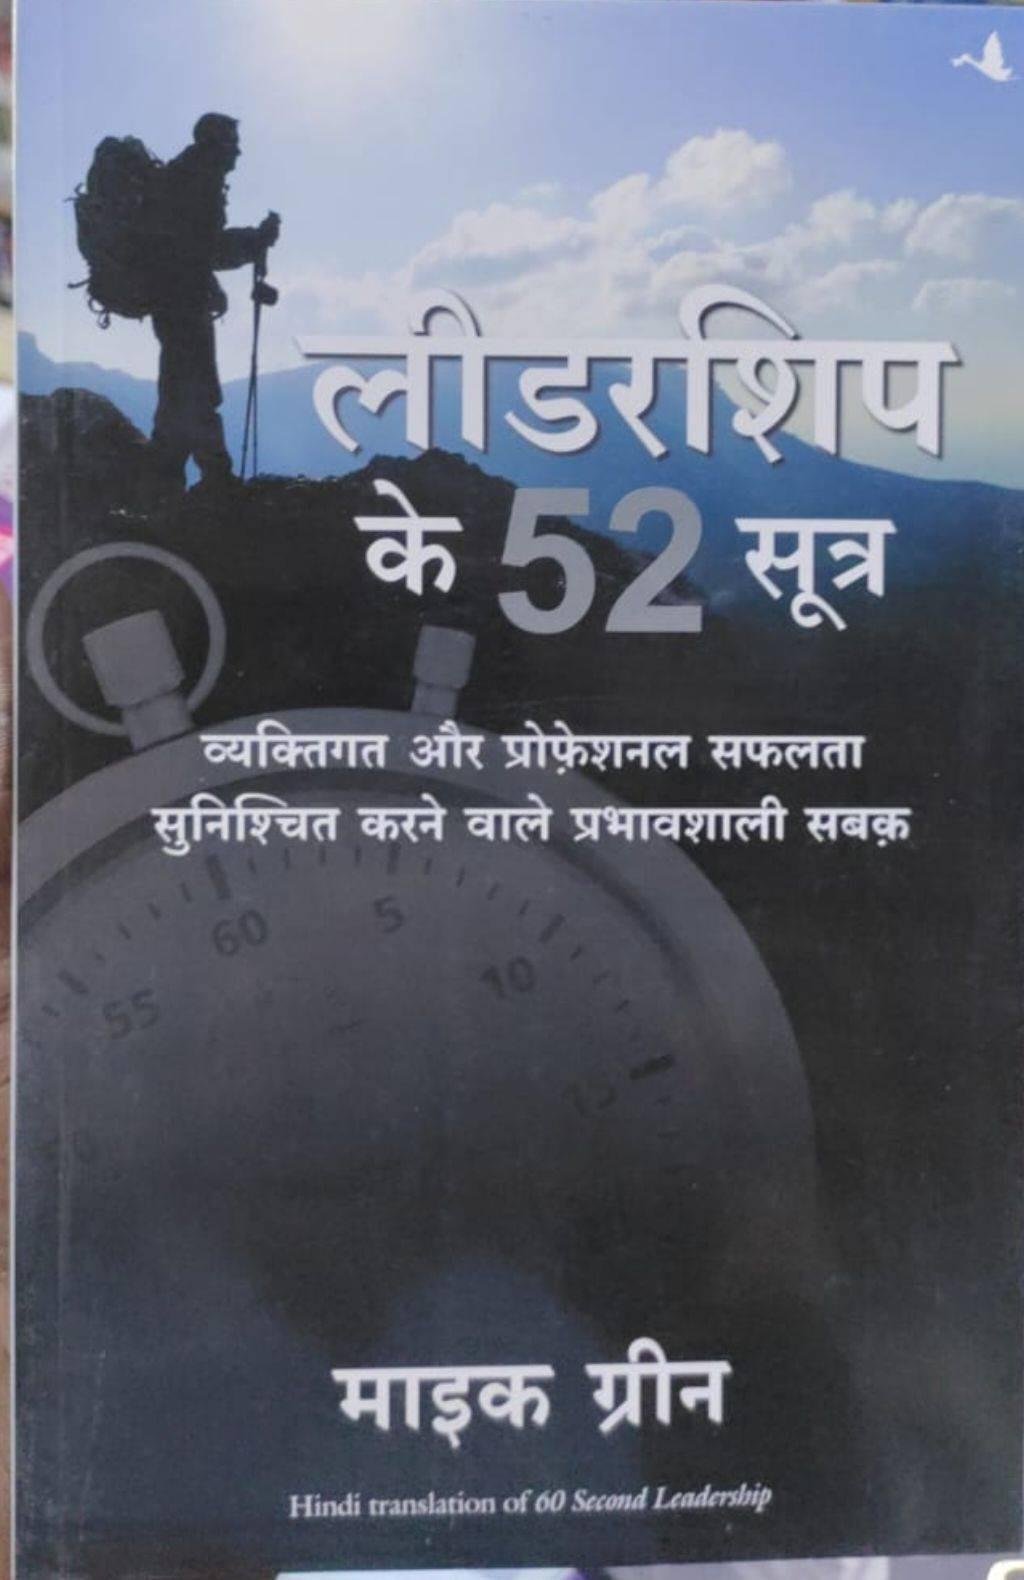 लीडरशिप
के 52 सूत्र
व्यक्तिगत और प्रोफ़ेशनल सफलता
सुनिश्चित करने वाले प्रभावशाली सबक़
60 5
55 10
15
माइक ग्रीन
Hindi translation of 60 Second Leadership